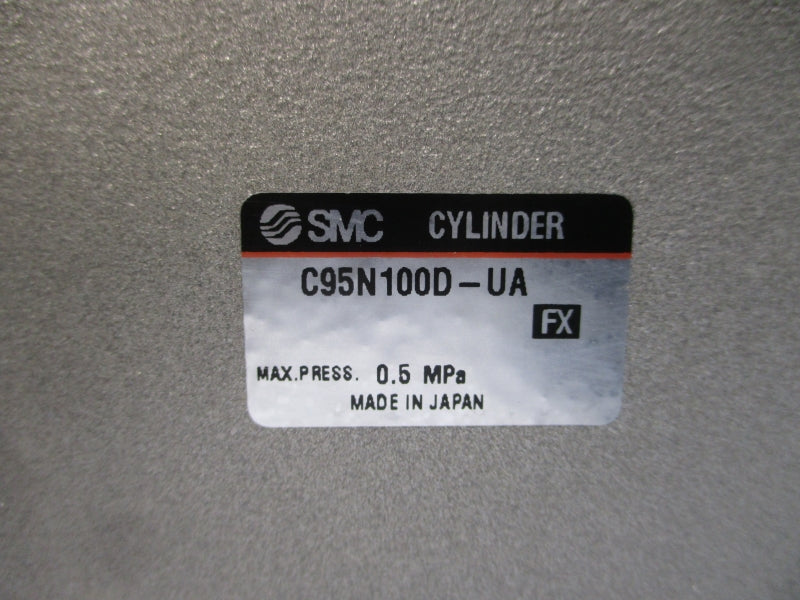 SMC CYLINDER
C95N100D-UA
FX
MAX.PRESS. 0.5 MPa
MADE IN JAPAN